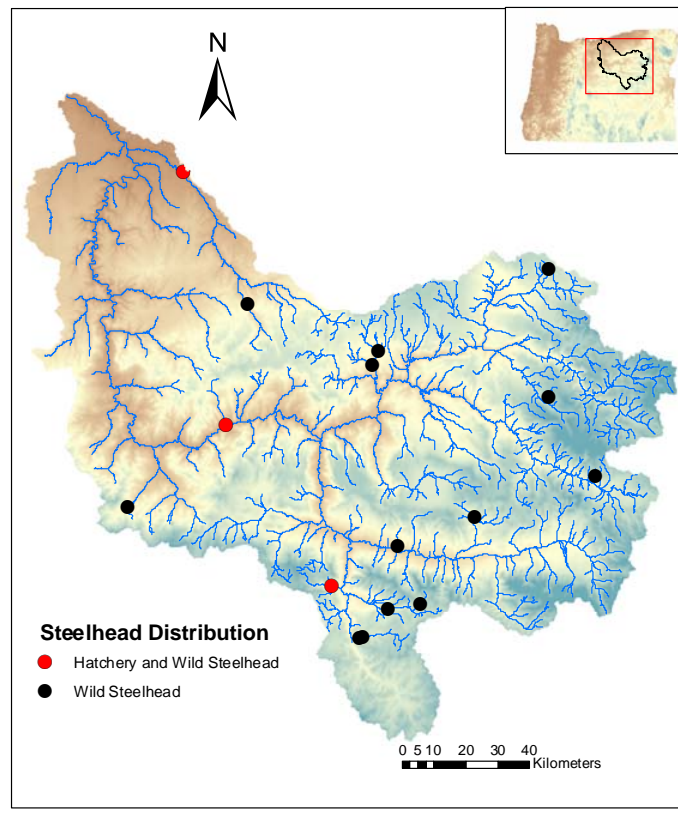 N
Steelhead Distribution
Hatchery and Wild Steelhead
Wild Steelhead
0 5 10 20 30 40
Kilometers